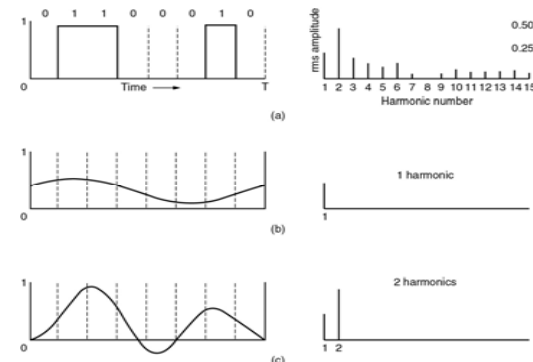 0 1 1 0 0 0 1 0
1
0
Time
T
rms amplitude
0.50
0.25
1 2 3 4 5 6 7 8 9 10 11 12 13 14 15
Harmonic number
(a)
1
0
1 harmonic
1
(b)
1
0
2 harmonics
1 2
(c)